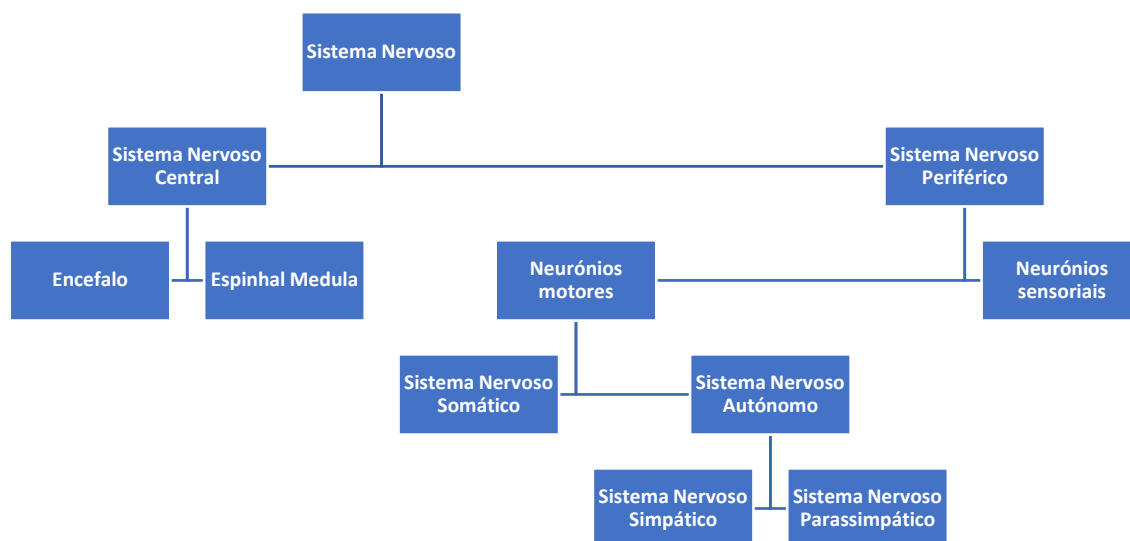 Sistema Nervoso
Sistema Nervoso
Central
Sistema Nervoso
Periférico
Encefalo
Espinhal Medula
Neurónios
motores
Neurónios
sensoriais
Sistema Nervoso
Somático
Sistema Nervoso
Autónomo
Sistema Nervoso
Simpático
Sistema Nervoso
Parassimpático